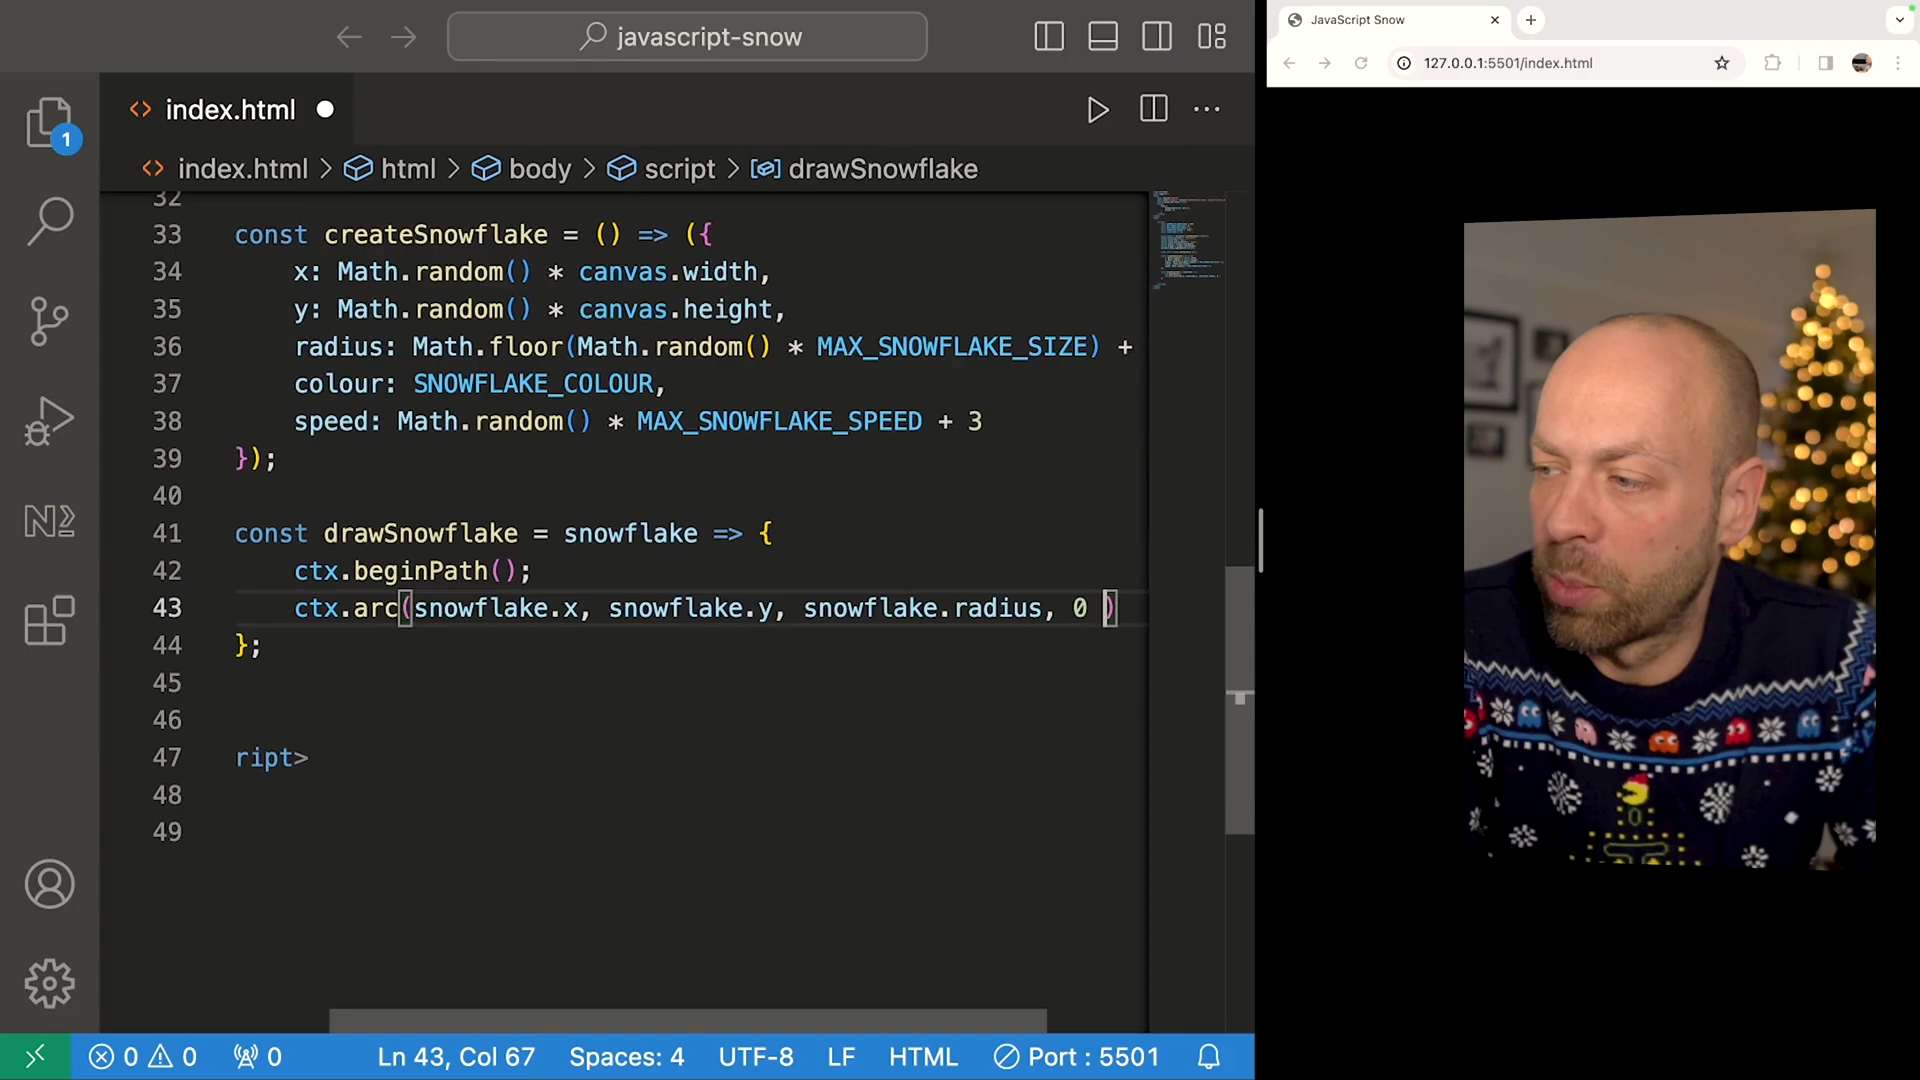 javascript-snow
index.html
1
index.html > html > body > script > drawSnowflake
32
33 const createSnowflake = () => ({
34 x: Math.random() * canvas.width,
35 y: Math.random() * canvas.height,
36 radius: Math.floor(Math.random() * MAX_SNOWFLAKE_SIZE) +
37 colour: SNOWFLAKE_COLOUR,
38 speed: Math.random() * MAX_SNOWFLAKE_SPEED + 3
39 });
40
41 const drawSnowflake = snowflake => {
42 ctx.beginPath();
43 ctx.arc(snowflake.x, snowflake.y, snowflake.radius, 0 )
44 };
45
46
47 ript>
48
49
0 0 0 Ln 43, Col 67 Spaces: 4 UTF-8 LF HTML Port : 5501
JavaScript Snow
127.0.0.1:5501/index.html